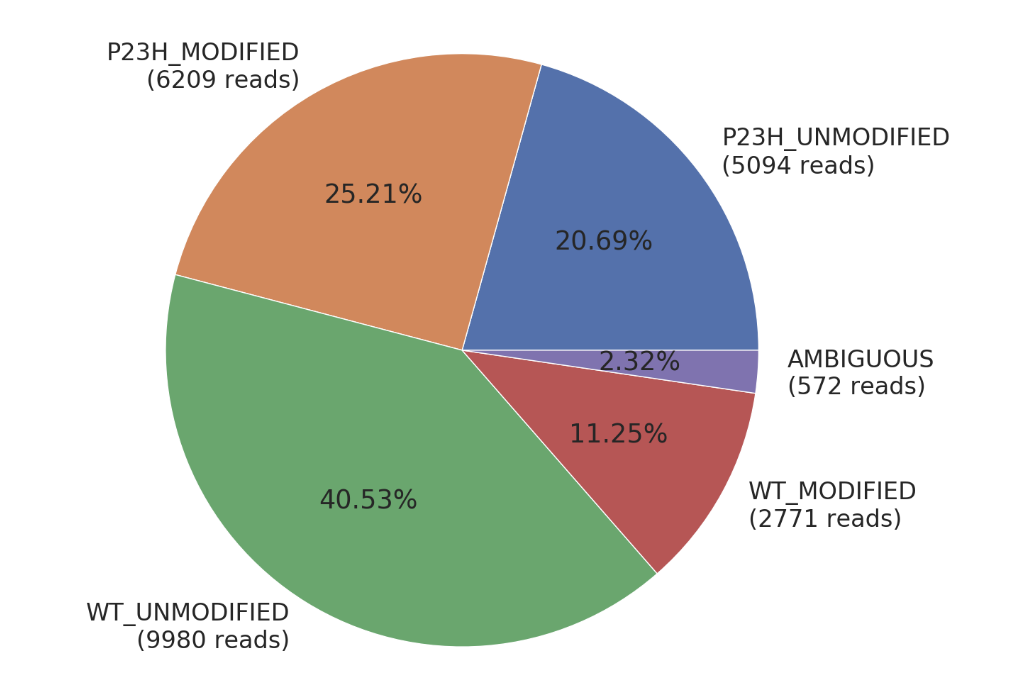 P23H_MODIFIED
(6209 reads)
P23H_UNMODIFIED
(5094 reads)
25.21%
20.69%
2.32%
AMBIGUOUS
(572 reads)
11.25%
WT_MODIFIED
(2771 reads)
40.53%
WT_UNMODIFIED
(9980 reads)